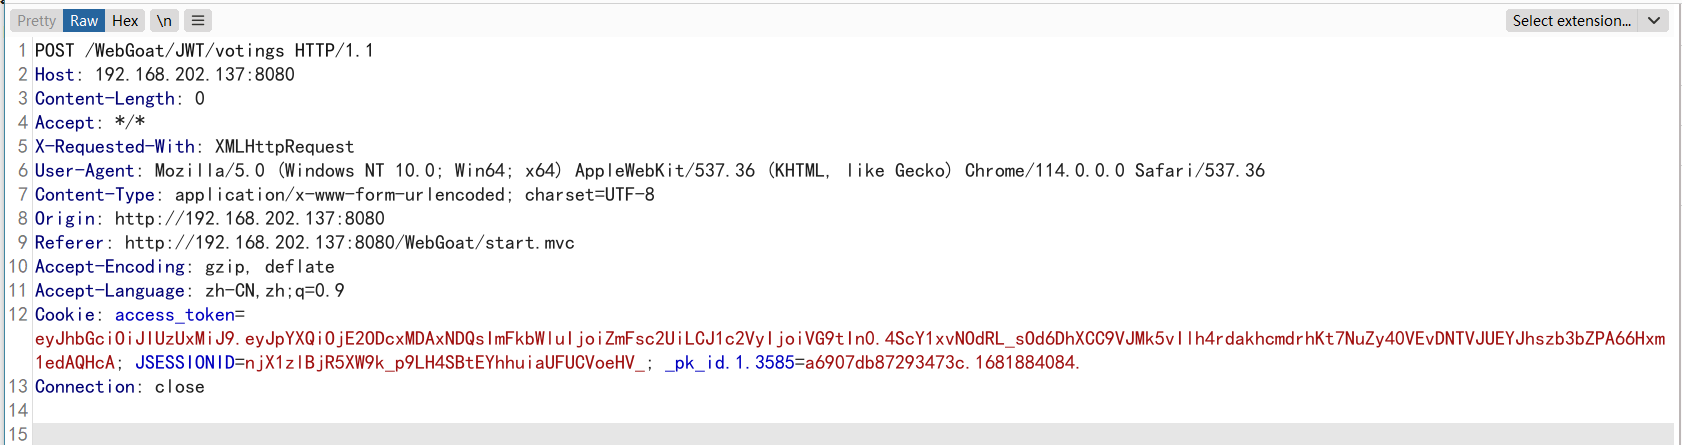 Pretty Raw Hex \n ≡ Select extension...
1 POST /WebGoat/JWT/votings HTTP/1.1
2 Host: 192.168.202.137:8080
3 Content-Length: 0
4 Accept: */*
5 X-Requested-With: XMLHttpRequest
6 User-Agent: Mozilla/5.0 (Windows NT 10.0; Win64; x64) AppleWebKit/537.36 (KHTML, like Gecko) Chrome/114.0.0.0 Safari/537.36
7 Content-Type: application/x-www-form-urlencoded; charset=UTF-8
8 Origin: http://192.168.202.137:8080
9 Referer: http://192.168.202.137:8080/WebGoat/start.mvc
10 Accept-Encoding: gzip, deflate
11 Accept-Language: zh-CN,zh;q=0.9
12 Cookie: access_token=
eyJhbGciOiJIUzUxMiJ9.eyJpYXQiOjE2ODcxMDAxNDQsImFkbWluIjoiZmFsc2UiLCJ1c2VyIjoiVG9tIn0.4ScY1xvNOdRL_sOd6DhXCC9VJMk5vIlh4rdakhcmdrhKt7NuZy4OVEvDNTVJUEYJhszb3bZPA66Hxm
1edAQHcA; JSESSIONID=njX1zlBjR5XW9k_p9LH4SBtEYhhuiaUFUCVoeHV_; _pk_id.1.3585=a6907db87293473c.1681884084.
13 Connection: close
14
15